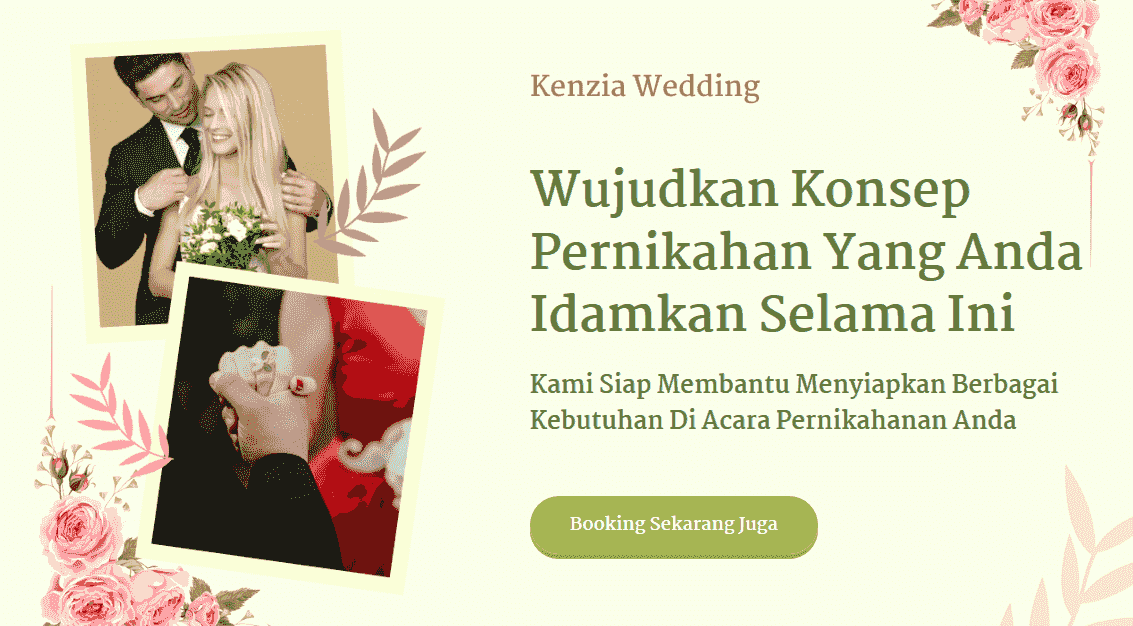 Kenzia Wedding
Wujudkan Konsep
Pernikahan Yang Anda
Idamkan Selama Ini
Kami Siap Membantu Menyiapkan Berbagai
Kebutuhan Di Acara Pernikahanan Anda
Booking Sekarang Juga